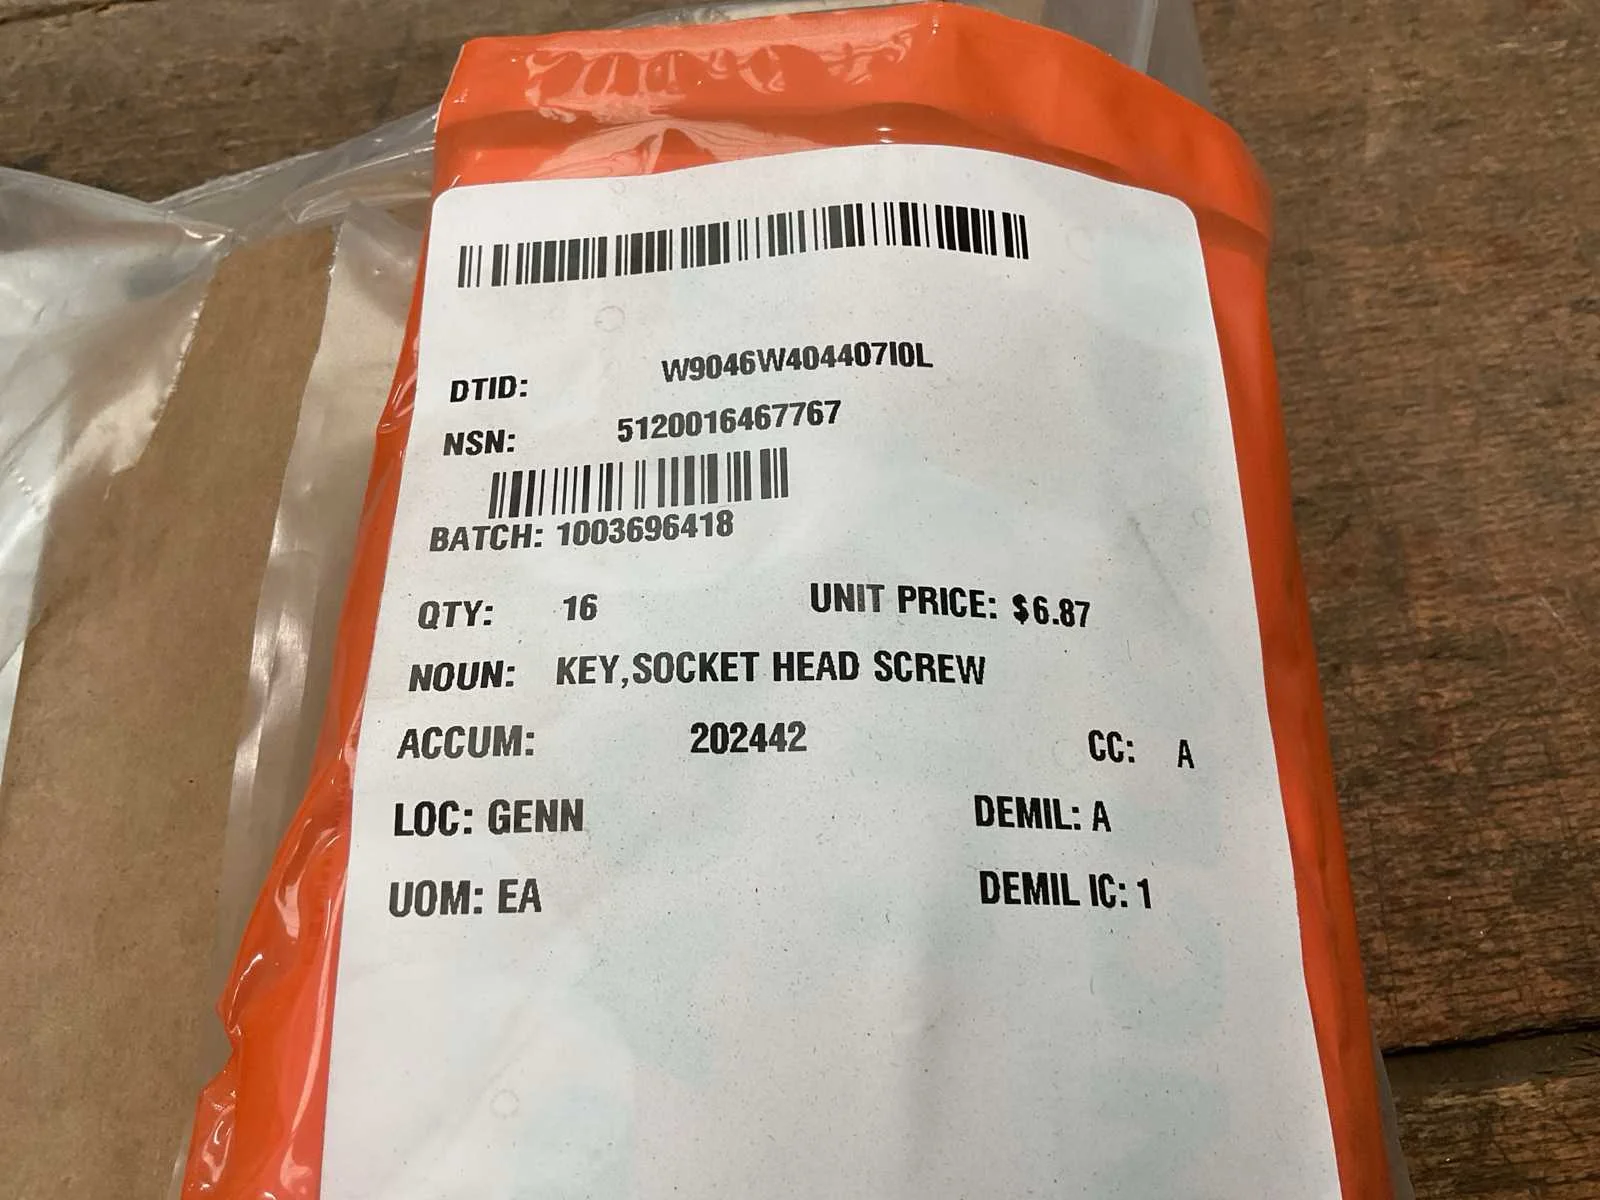 DTID: W9046W404407I0L
NSN: 5120016467767
BATCH: 1003696418
QTY: 16 UNIT PRICE: $6.87
NOUN: KEY,SOCKET HEAD SCREW
ACCUM: 202442 CC: A
LOC: GENN DEMIL: A
UOM: EA DEMIL IC: 1